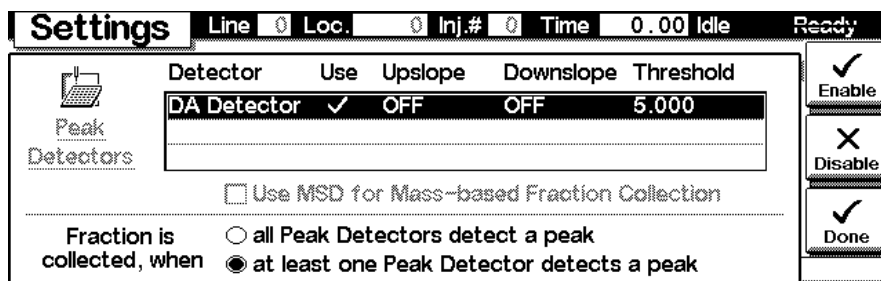 Settings Line 0 Loc. 0 Inj.# 0 Time 0.00 Idle Ready
Detector Use Upslope Downslope Threshold
DA Detector ✓ OFF OFF 5.000
Peak
Detectors
Use MSD for Mass-based Fraction Collection
Fraction is
collected, when
all Peak Detectors detect a peak
at least one Peak Detector detects a peak
Enable
Disable
Done